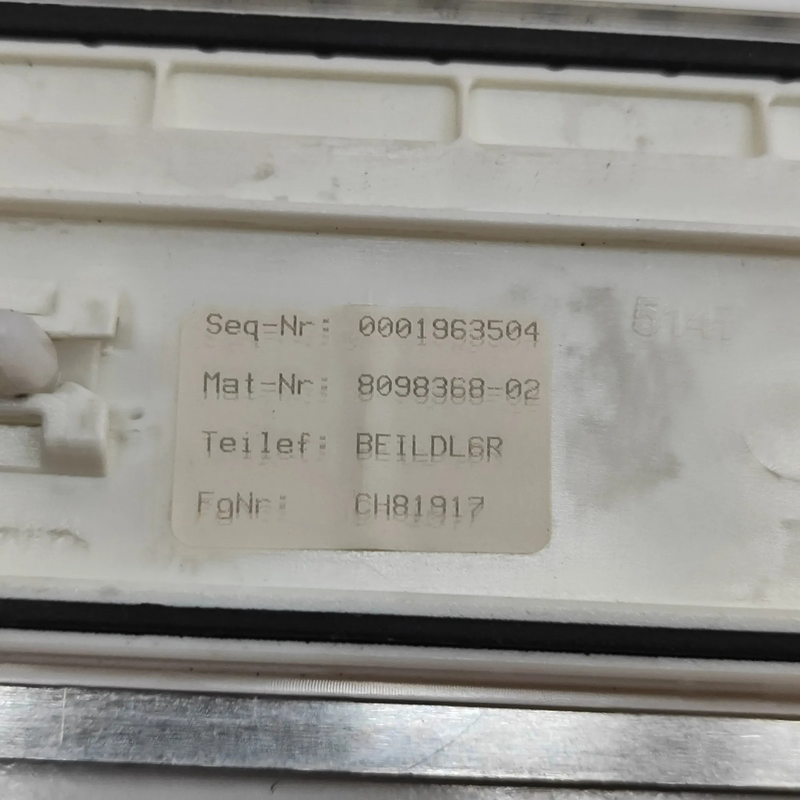 Seq-Nr: 0001963504
Mat-Nr: 8098368-02
Teilef: BEILDL6R
FgNr: CH81917